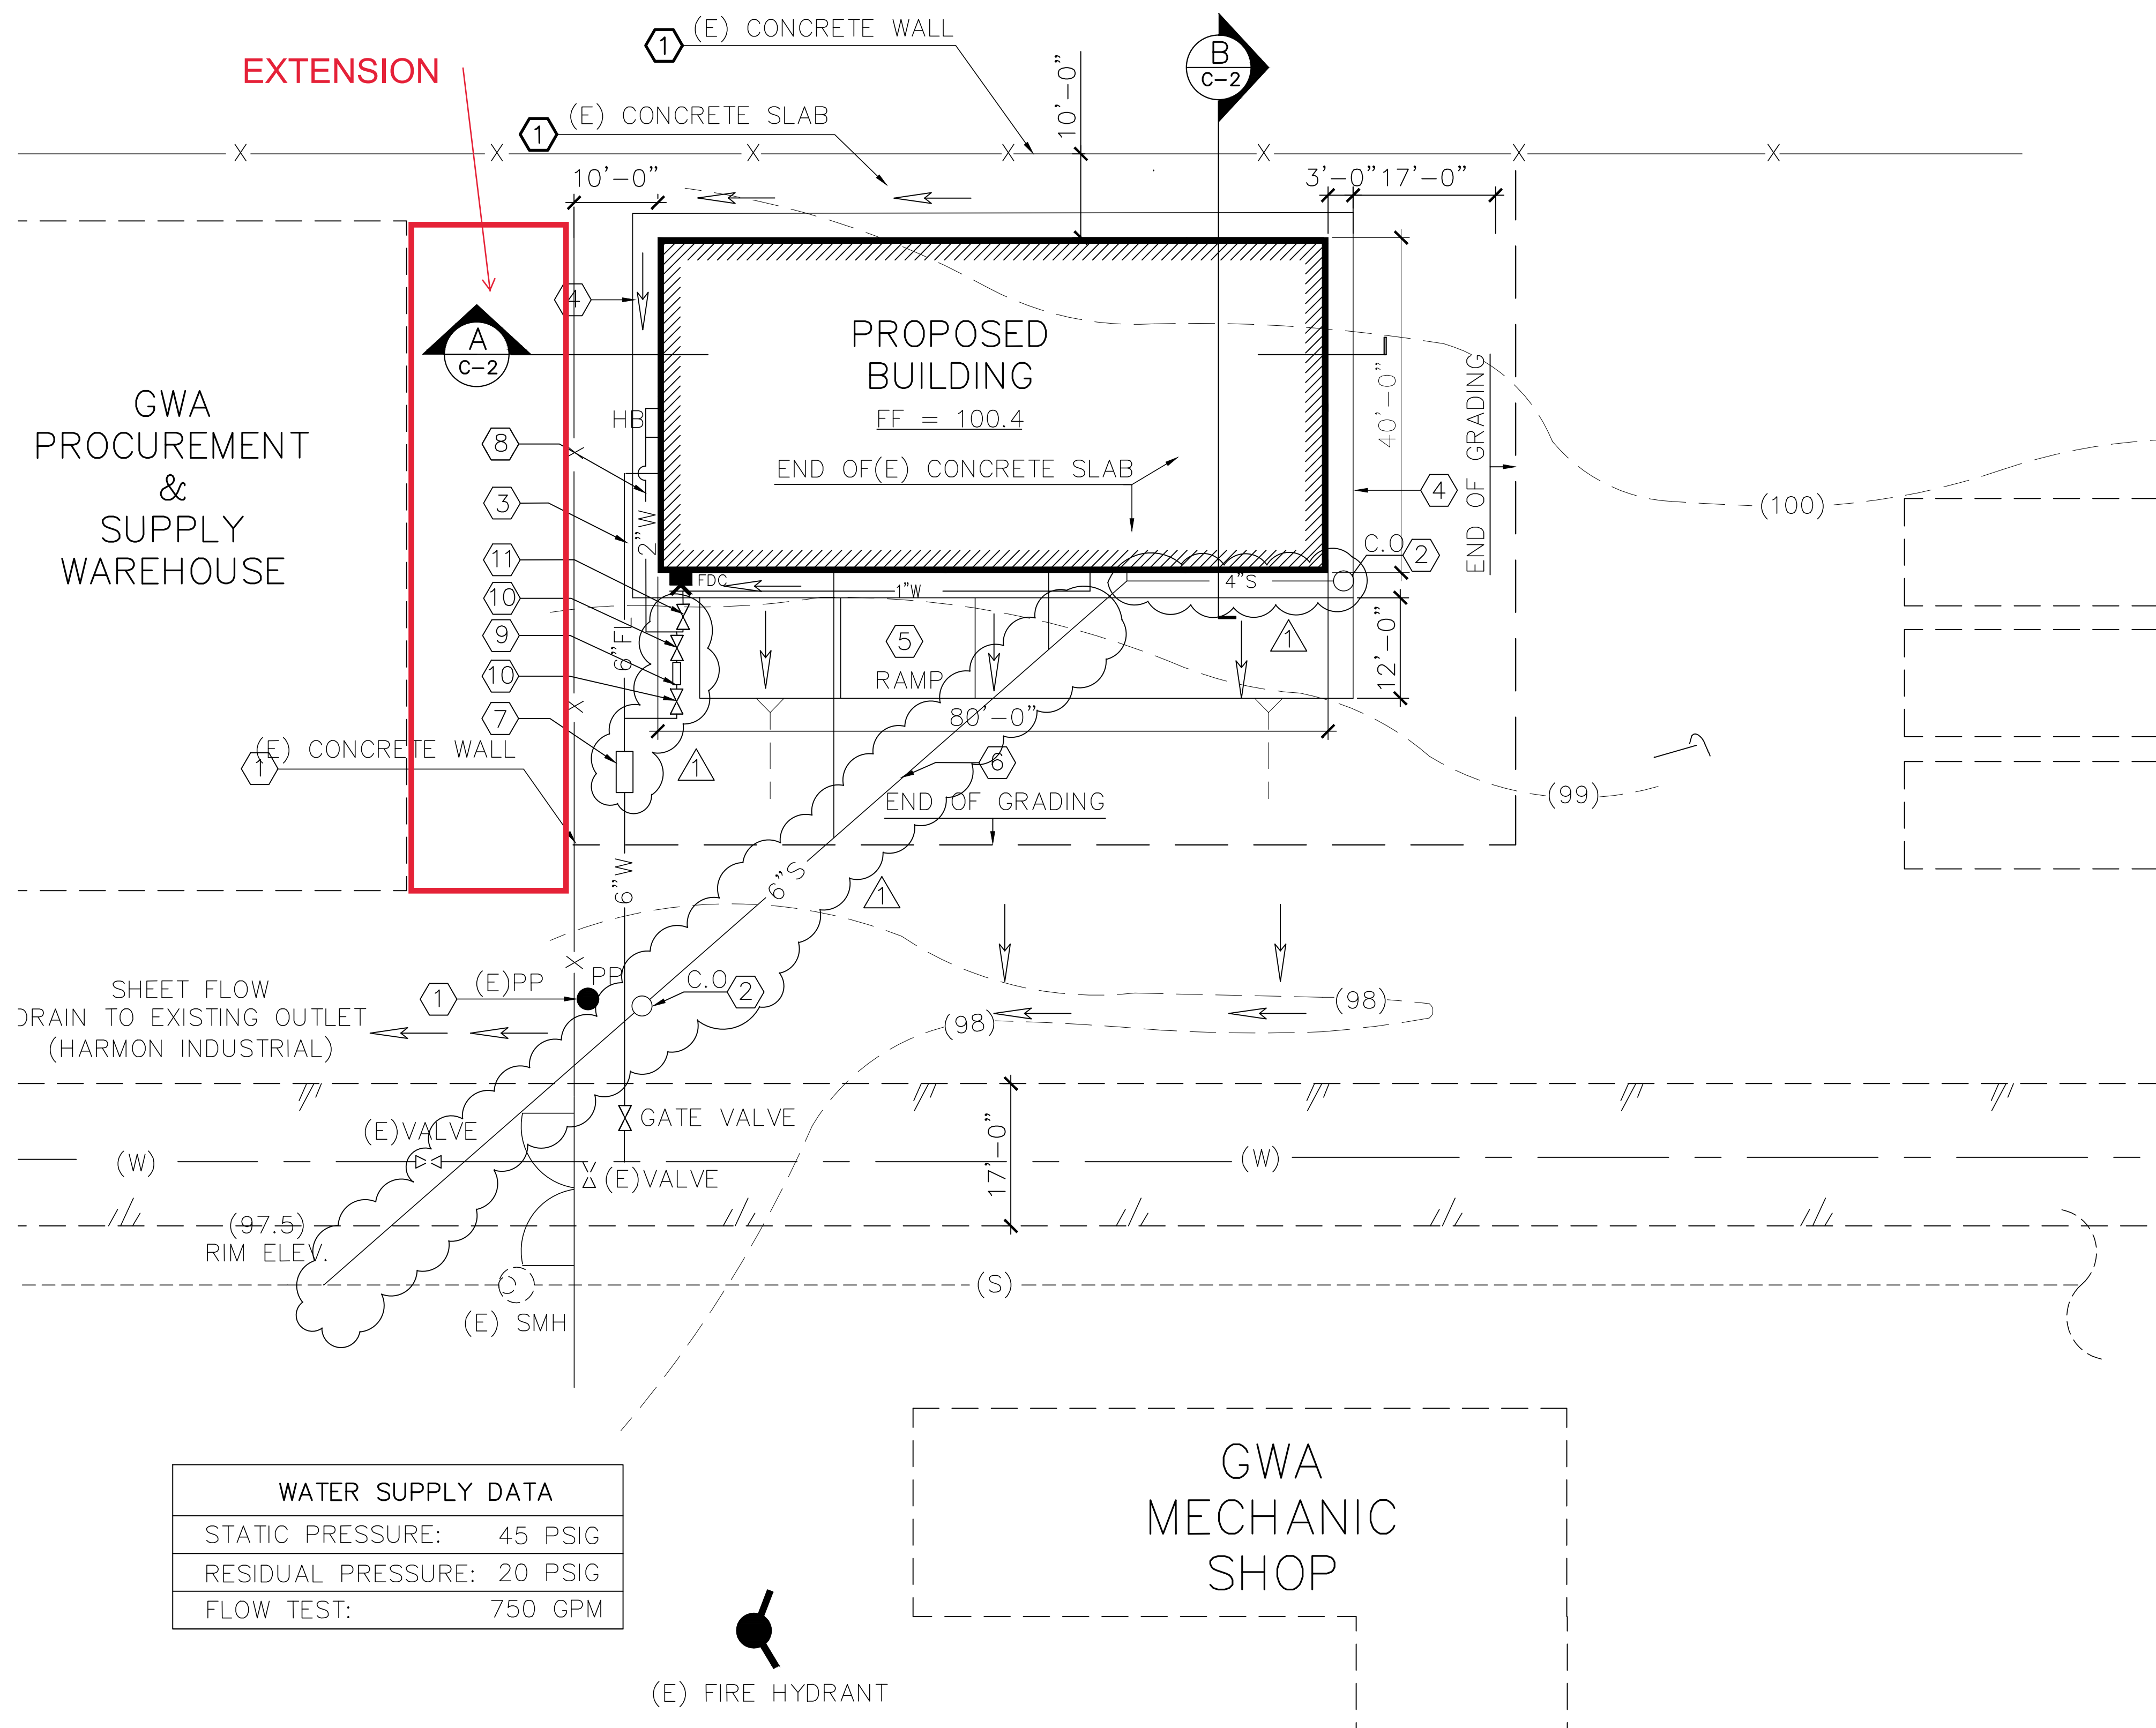 (E) CONCRETE WALL
1
B
C-2
EXTENSION
10'-0"
(E) CONCRETE SLAB
1
X X X X X X X
10'-0"
3'-0" 17'-0"
4
PROPOSED
BUILDING
FF = 100.4
A
C-2
40'-0"
END OF GRADING
GWA
PROCUREMENT
&
SUPPLY
WAREHOUSE
HB
8
X
END OF(E) CONCRETE SLAB
4
3
2"W
(100)
11
C.O
2
FDC
1"W
4"S
10
6"FL
9
5
RAMP
1
12'-0"
10
7
X
80'-0"
(E) CONCRETE WALL
1
1
6
(99)
END OF GRADING
6"W
6"S
1
X
SHEET FLOW
DRAIN TO EXISTING OUTLET
(HARMON INDUSTRIAL)
1
(E)PP
PP
C.O
2
(98)
(98)
(E)VALVE
GATE VALVE
17'-0"
(W)
(E)VALVE
(W)
(97.5)
RIM ELEV.
(S)
(E) SMH
GWA
MECHANIC
SHOP
WATER SUPPLY DATA
STATIC PRESSURE: 45 PSIG
RESIDUAL PRESSURE: 20 PSIG
FLOW TEST: 750 GPM
(E) FIRE HYDRANT